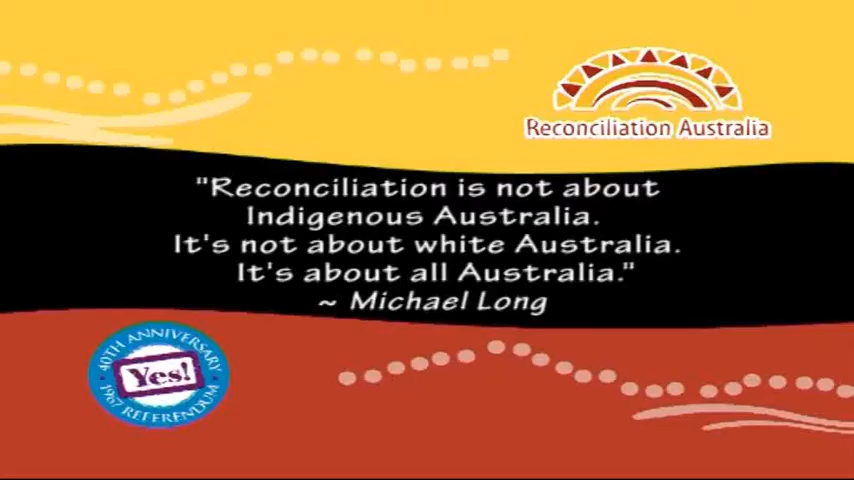 Reconciliation Australia
"Reconciliation is not about
Indigenous Australia.
It's not about white Australia.
It's about all Australia."
~ Michael Long
40TH ANNIVERSARY
Yes!
1967 REFERENDUM